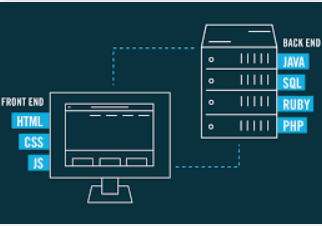 FRONT END
HTML
CSS
JS
BACK END
JAVA
SQL
RUBY
PHP